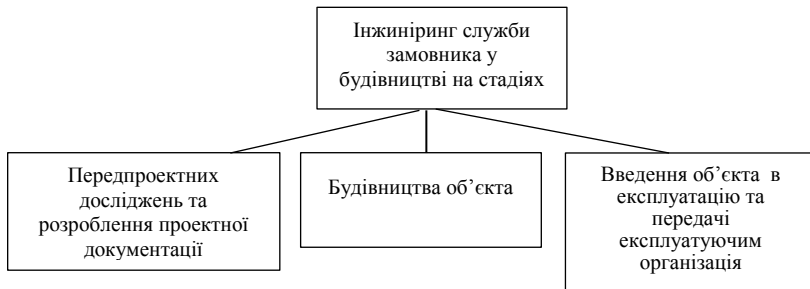 Інжиніринг служби
замовника у
будівництві на стадіях
Передпроектних
досліджень та
розроблення проектної
документації
Будівництва об’єкта
Введення об’єкта в
експлуатацію та
передачі
експлуатуючим
організація